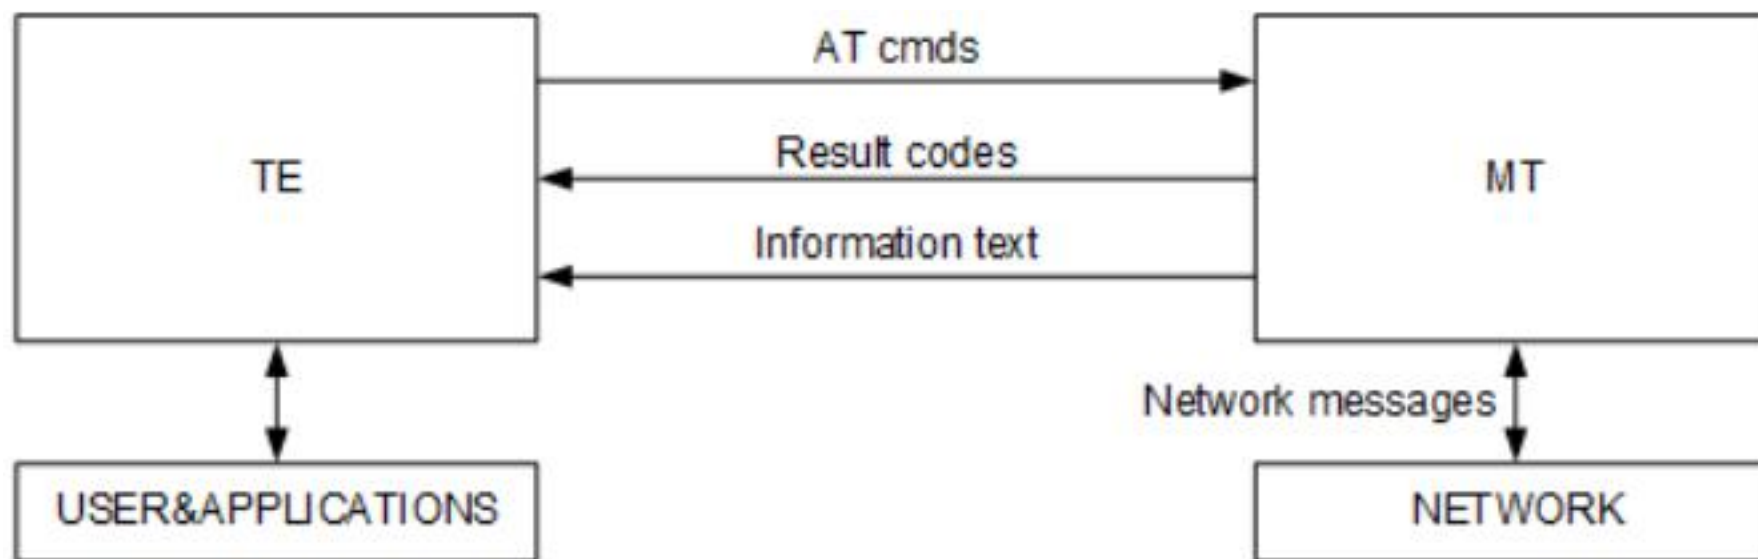 AT cmds
TE
Result codes
MT
Information text
Network messages
USER&APPLICATIONS
NETWORK